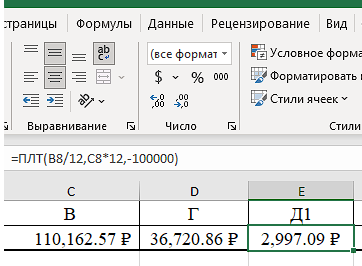 страницы Формулы Данные Рецензирование Вид
ab
(все формат
Условное форма
$ % 000
Форматировать
Стили ячеек
Выравнивание Число
=ПЛТ(B8/12,C8*12,-100000)
C D E
В Г Д1
110,162.57 ₽ 36,720.86 ₽ 2,997.09 ₽